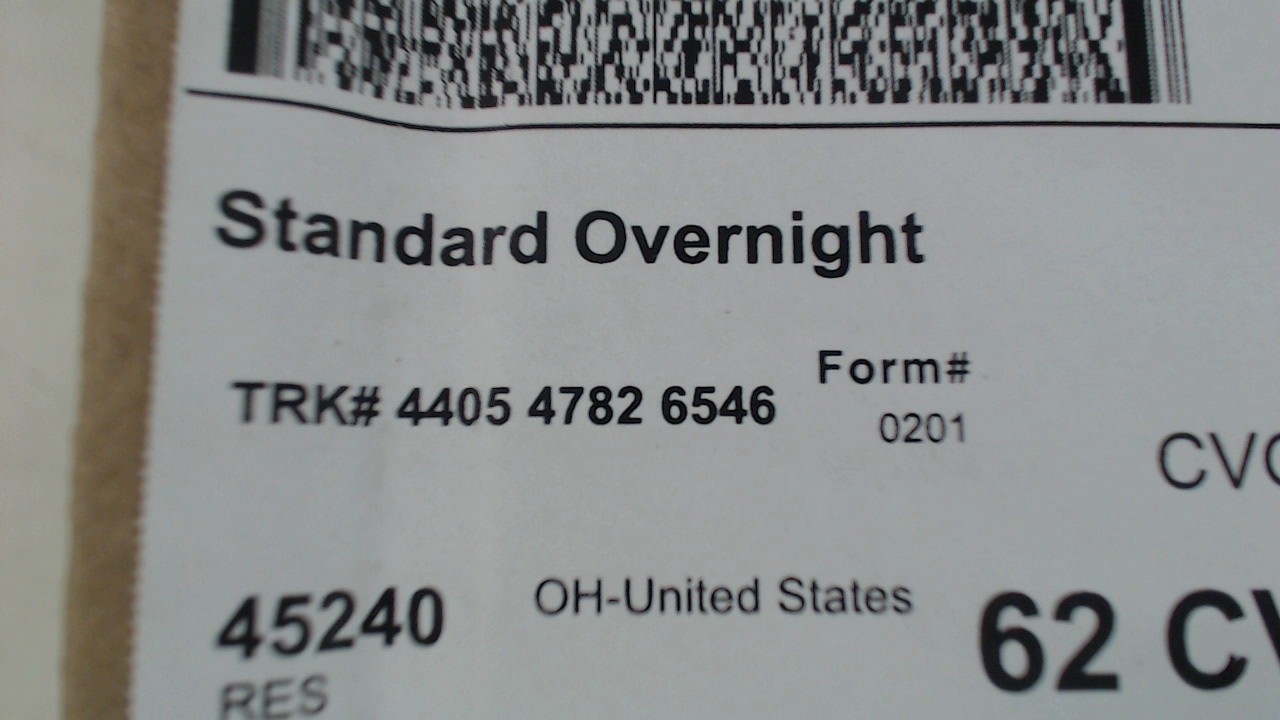 Standard Overnight
TRK# 4405 4782 6546
Form#
0201
CVG
45240
OH-United States
62 CV
RES